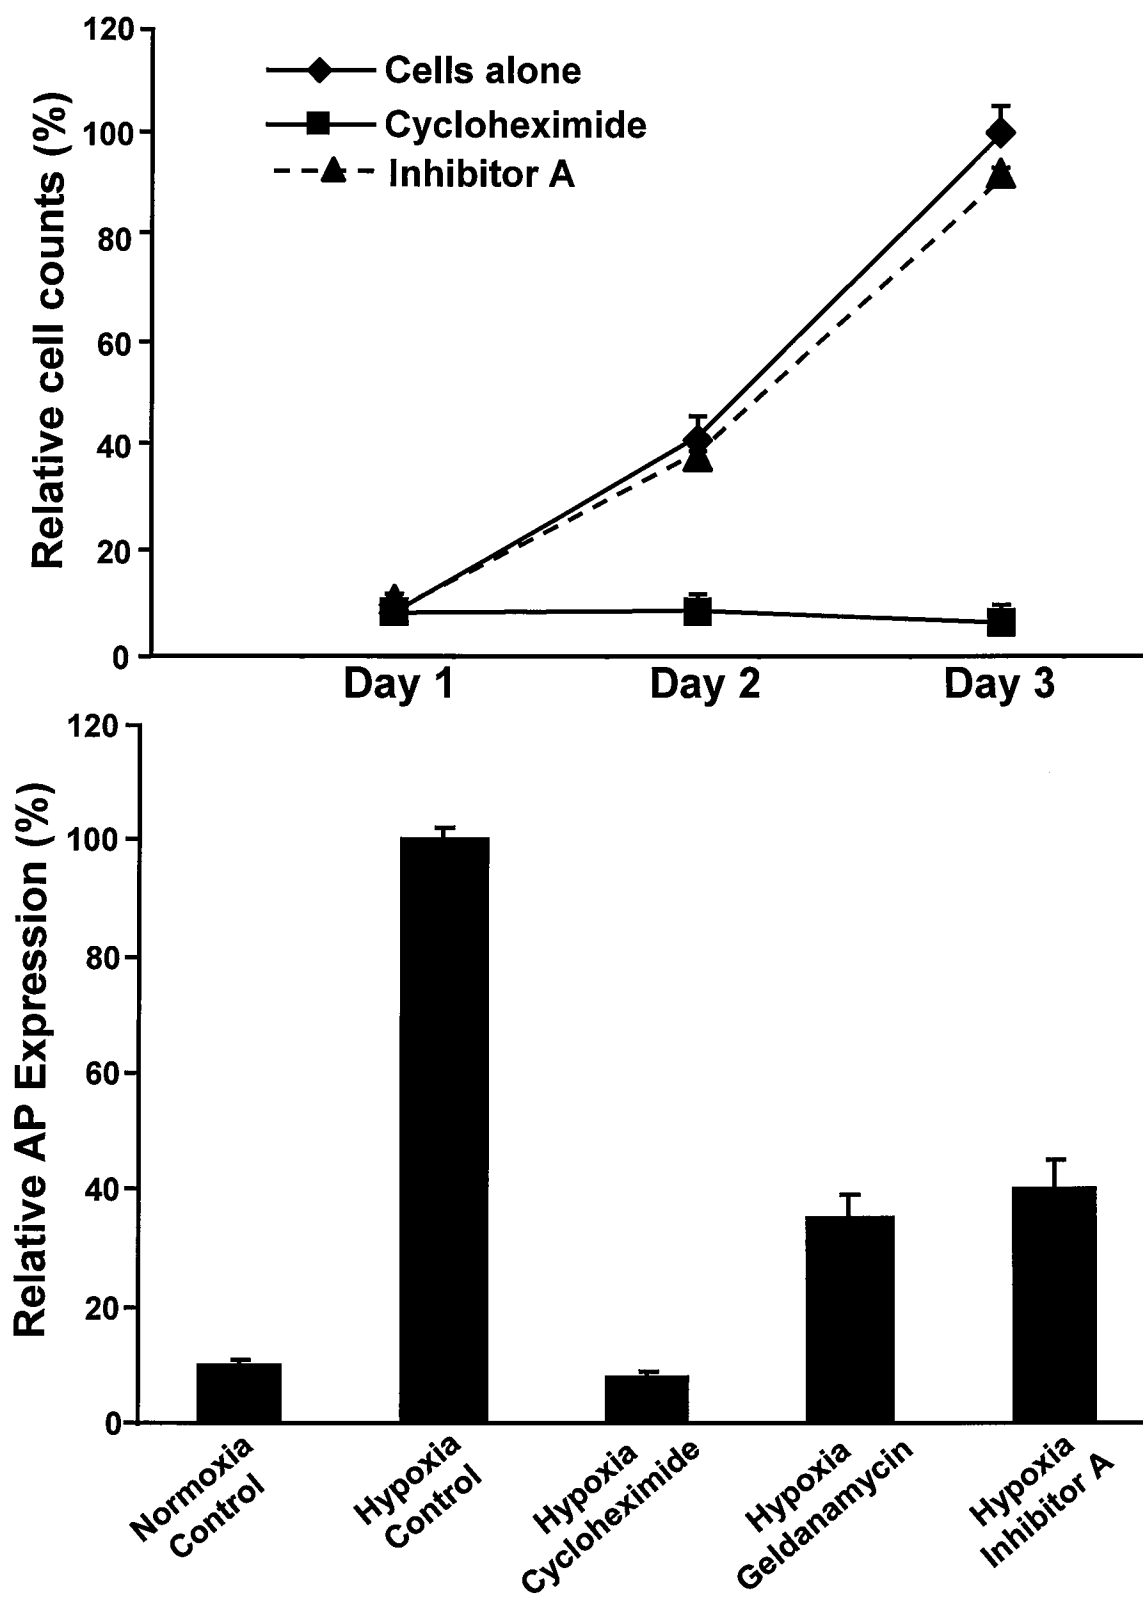 120
100
80
60
40
20
0
Relative cell counts (%)
Cells alone
Cycloheximide
Inhibitor A
Day 1
Day 2
Day 3
120
100
80
60
40
20
0
Relative AP Expression (%)
Normoxia
Control
Hypoxia
Control
Hypoxia
Cycloheximide
Hypoxia
Geldanamycin
Hypoxia
Inhibitor A